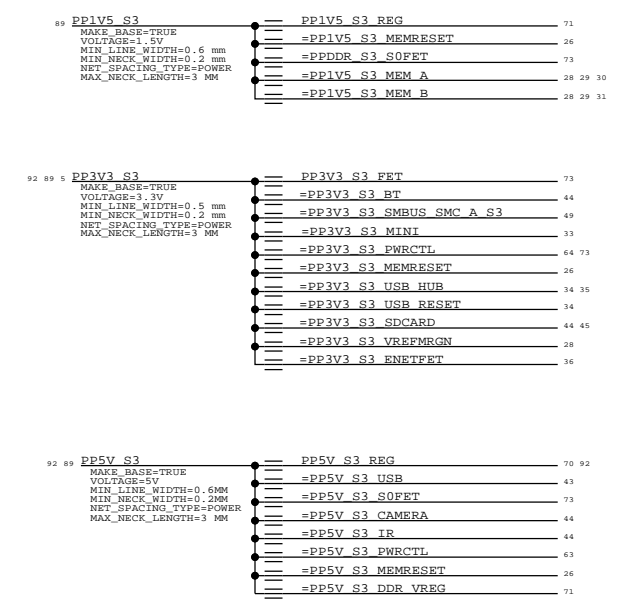 89 PP1V5_S3
MAKE_BASE=TRUE
VOLTAGE=1.5V
MIN_LINE_WIDTH=0.6 mm
MIN_NECK_WIDTH=0.2 mm
NET_SPACING_TYPE=POWER
MAX_NECK_LENGTH=3 MM
PP1V5_S3_REG 71
=PP1V5_S3_MEMRESET 26
=PPDDR_S3_S0FET 73
=PP1V5_S3_MEM_A 28 29 30
=PP1V5_S3_MEM_B 28 29 31
92 89 5 PP3V3_S3
MAKE_BASE=TRUE
VOLTAGE=3.3V
MIN_LINE_WIDTH=0.5 mm
MIN_NECK_WIDTH=0.2 mm
NET_SPACING_TYPE=POWER
MAX_NECK_LENGTH=3 MM
PP3V3_S3_FET 73
=PP3V3_S3_BT 44
=PP3V3_S3_SMBUS_SMC_A_S3 49
=PP3V3_S3_MINI 33
=PP3V3_S3_PWRCTL 64 73
=PP3V3_S3_MEMRESET 26
=PP3V3_S3_USB_HUB 34 35
=PP3V3_S3_USB_RESET 34
=PP3V3_S3_SDCARD 44 45
=PP3V3_S3_VREFMRGN 28
=PP3V3_S3_ENETFET 36
92 89 PP5V_S3
MAKE_BASE=TRUE
VOLTAGE=5V
MIN_LINE_WIDTH=0.6MM
MIN_NECK_WIDTH=0.2MM
NET_SPACING_TYPE=POWER
MAX_NECK_LENGTH=3 MM
PP5V_S3_REG 70 92
=PP5V_S3_USB 43
=PP5V_S3_S0FET 73
=PP5V_S3_CAMERA 44
=PP5V_S3_IR 44
=PP5V_S3_PWRCTL 63
=PP5V_S3_MEMRESET 26
=PP5V_S3_DDR_VREG 71